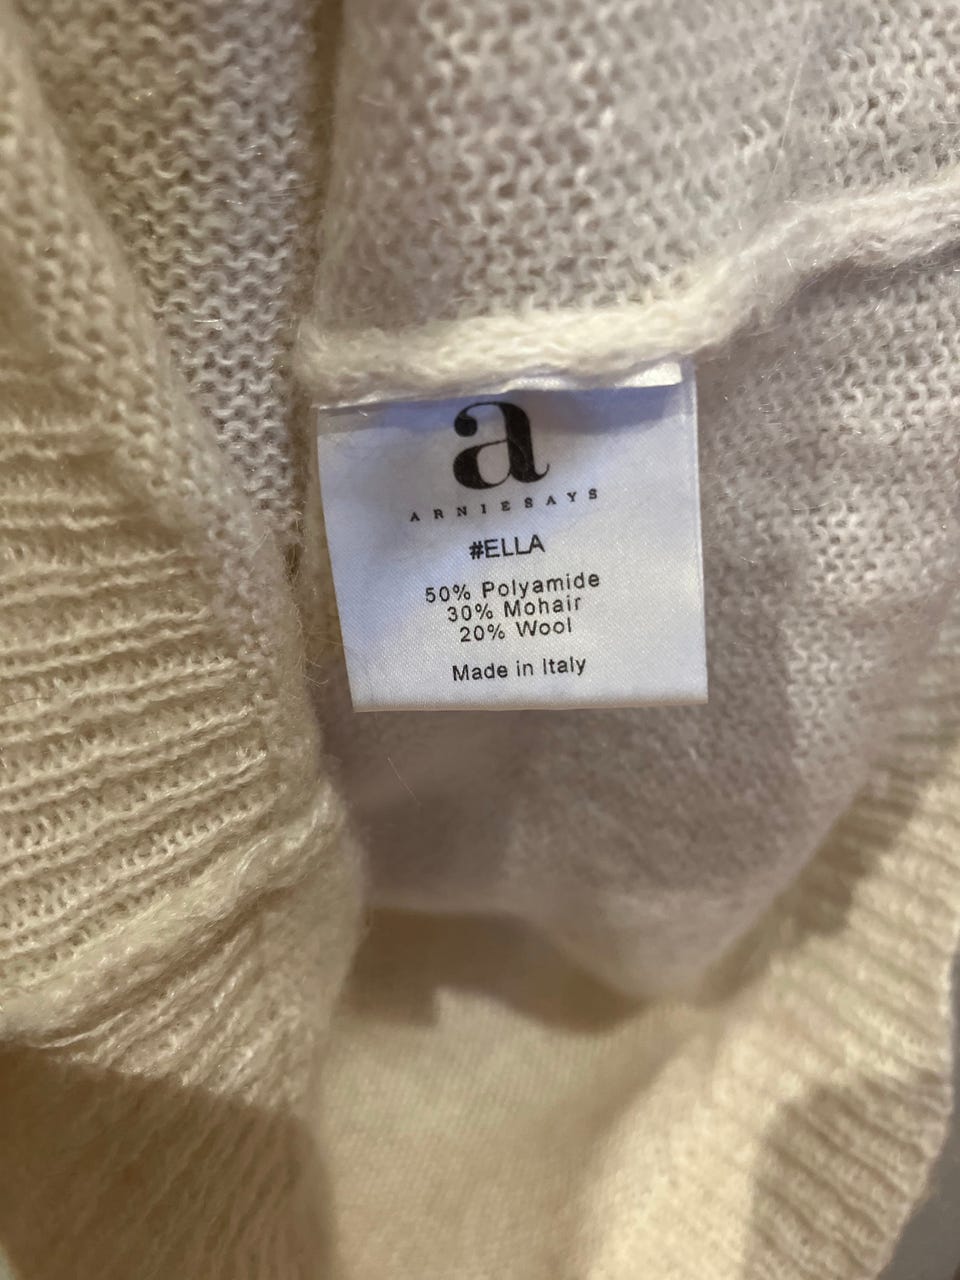 a
ARNIESAYS
#ELLA
50% Polyamide
30% Mohair
20% Wool
Made in Italy